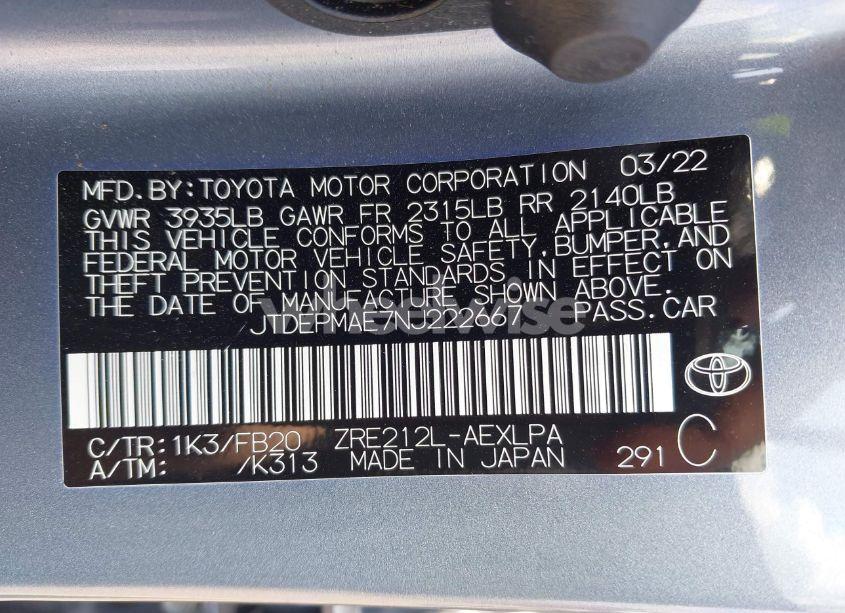 MFD.BY:TOYOTA MOTOR CORPORATION 03/22
GVWR 3935LB GAWR FR 2315LB RR 2140LB
THIS VEHICLE CONFORMS TO ALL APPLICABLE
FEDERAL MOTOR VEHICLE SAFETY,BUMPER,AND
THEFT PREVENTION STANDARDS IN EFFECT ON
THE DATE OF MANUFACTURE SHOWN ABOVE.
JTDEPMAE7NJ222667 PASS.CAR
C/TR:1K3/FB20 ZRE212L-AEXLPA
A/TM: /K313 MADE IN JAPAN 291 C